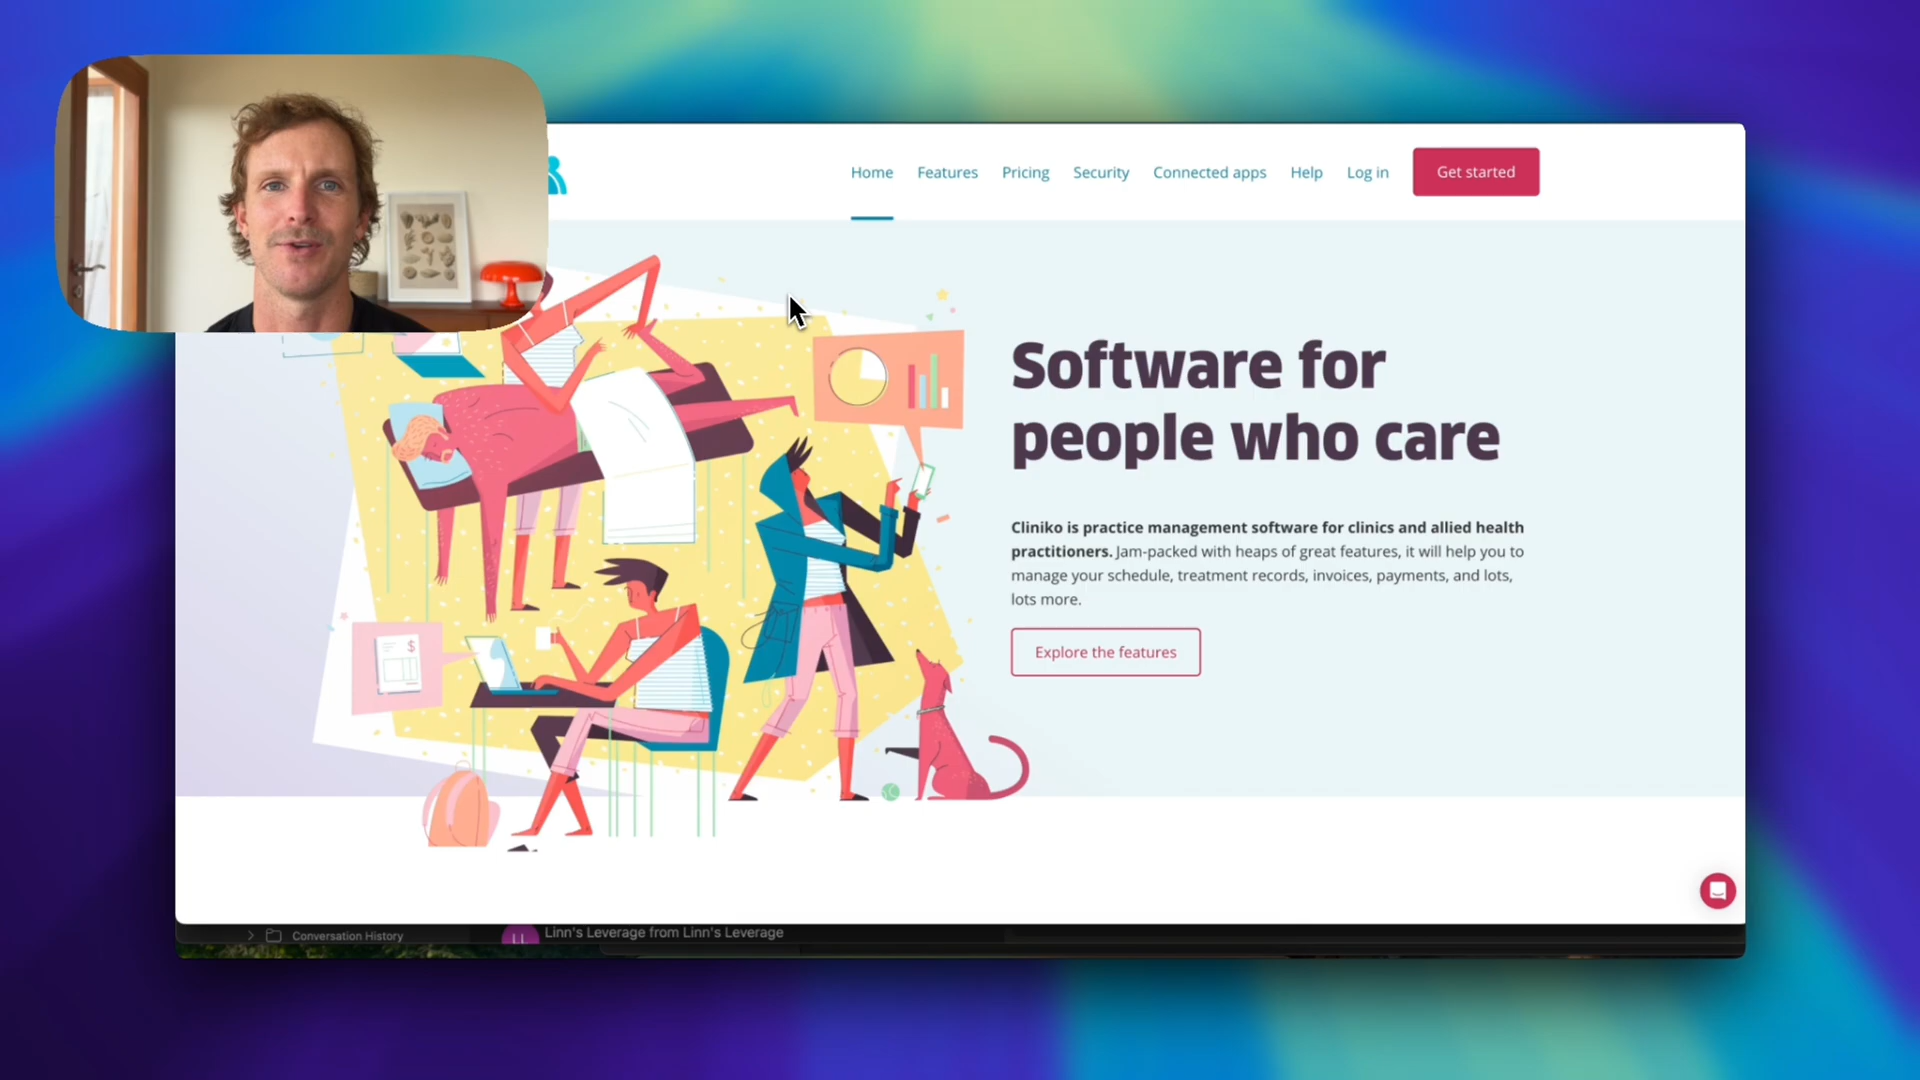 Home Features Pricing Security Connected apps Help Log in Get started
Software for
people who care
Cliniko is practice management software for clinics and allied health
practitioners. Jam-packed with heaps of great features, it will help you to
manage your schedule, treatment records, invoices, payments, and lots,
lots more.
Explore the features
$
Conversation History
LL
Linn's Leverage from Linn's Leverage